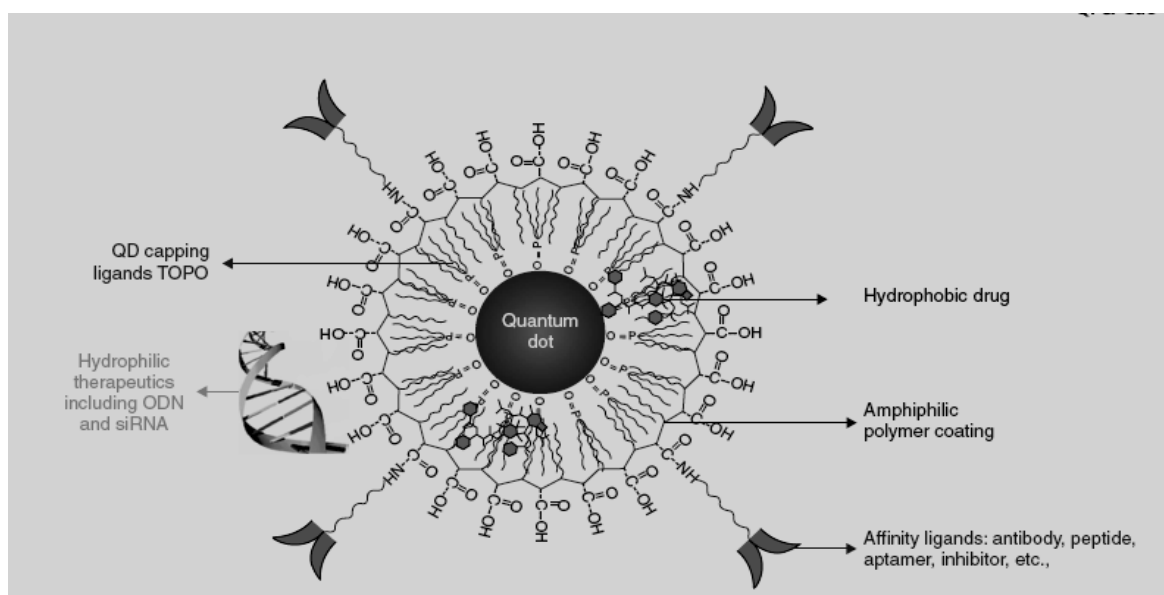 QD capping
ligands TOPO
Hydrophilic
therapeutics
including ODN
and siRNA
Quantum
dot
Hydrophobic drug
Amphiphilic
polymer coating
Affinity ligands: antibody, peptide,
aptamer, inhibitor, etc.,